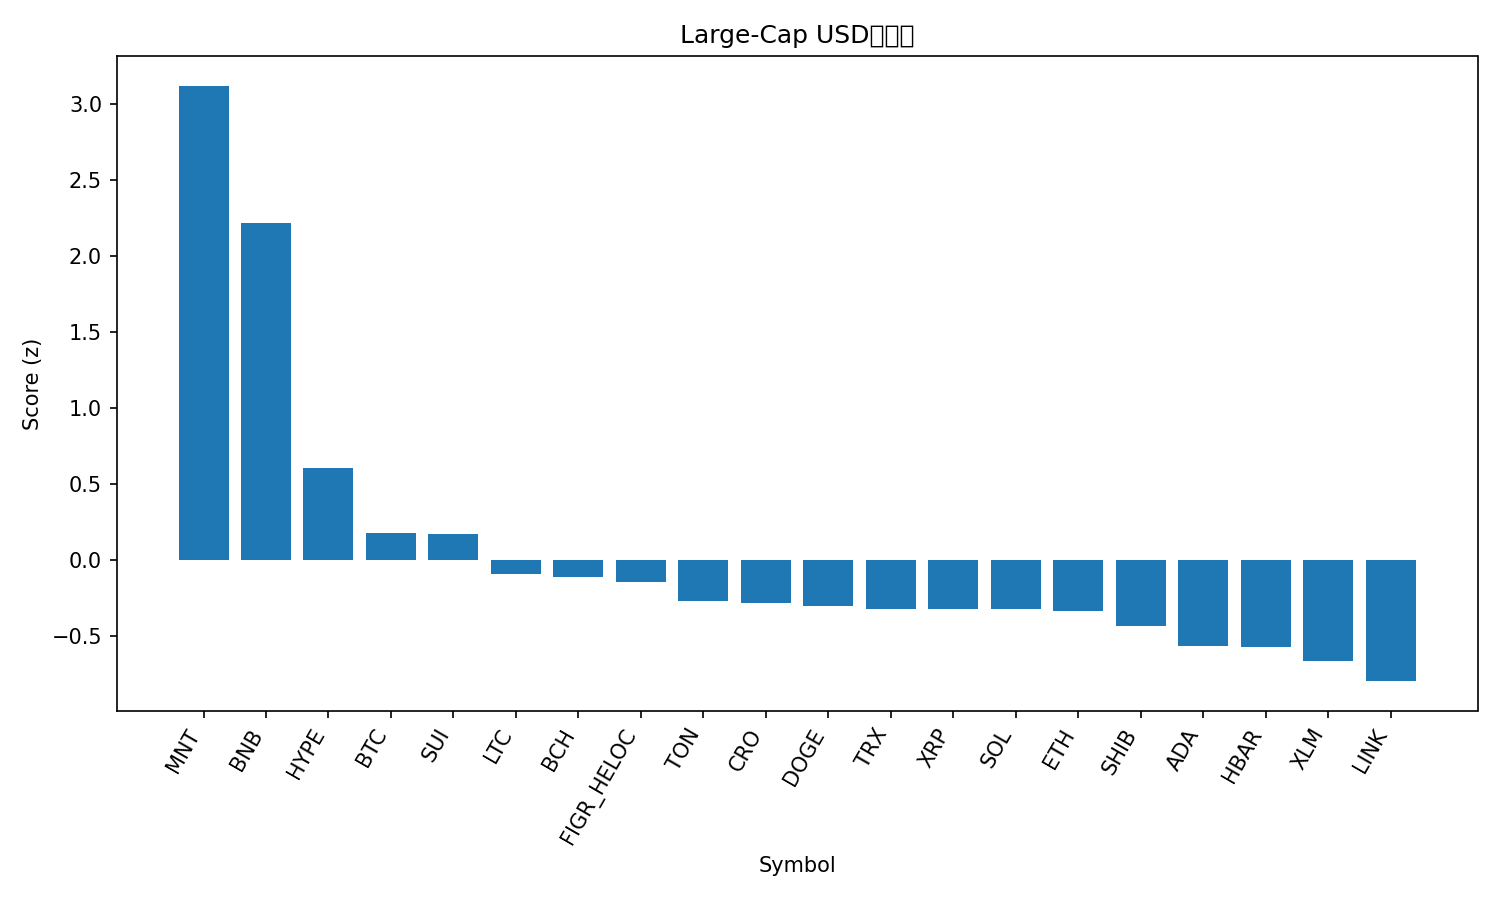 Large-Cap USD
3.0
2.5
2.0
1.5
1.0
0.5
0.0
−0.5
Score (z)
MNT
BNB
HYPE
BTC
SUI
LTC
BCH
FIGR_HELOC
TON
CRO
DOGE
TRX
XRP
SOL
ETH
SHIB
ADA
HBAR
XLM
LINK
Symbol